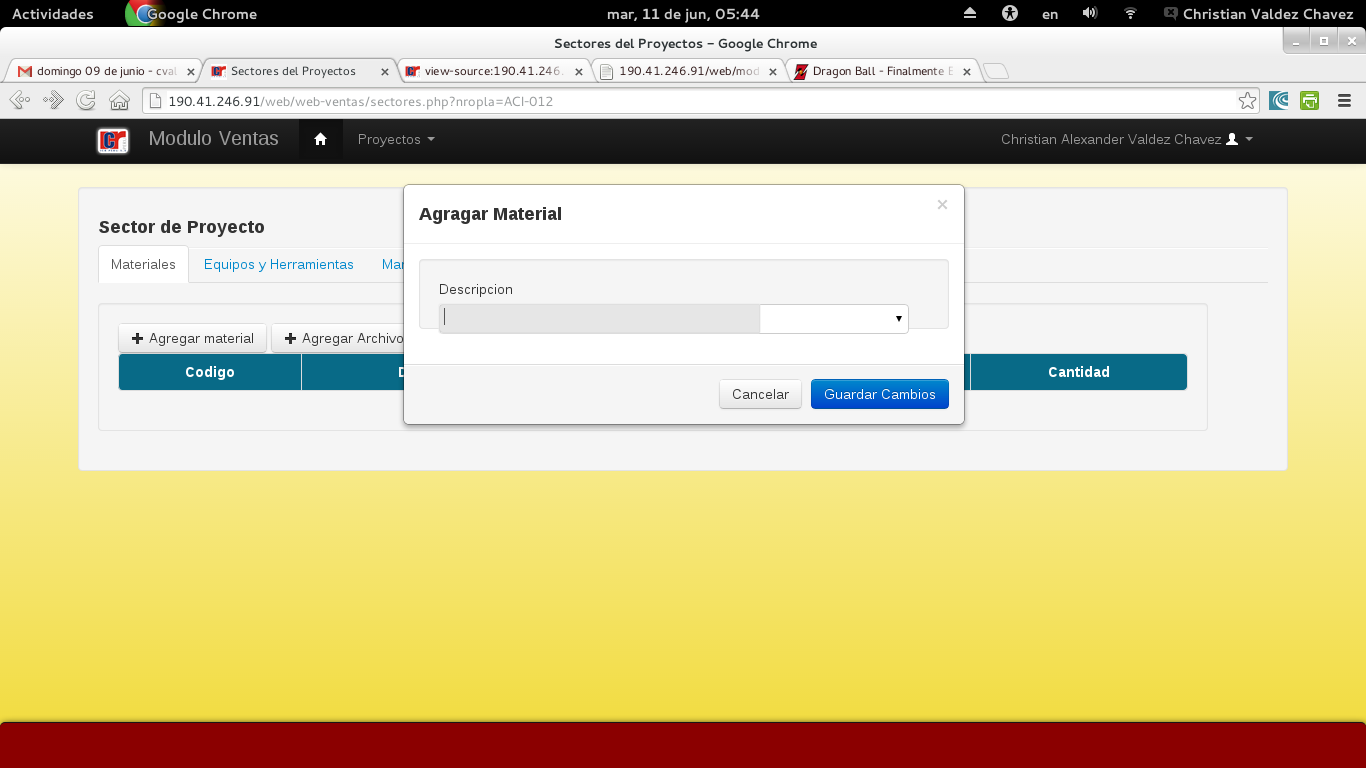 Actividades Google Chrome mar, 11 de jun, 05:44 en Christian Valdez Chavez
Sectores del Proyectos - Google Chrome
domingo 09 de junio - cval Sectores del Proyectos view-source:190.41.246. 190.41.246.91/web/mod Dragon Ball - Finalmente E
190.41.246.91/web/web-ventas/sectores.php?nropla=ACI-012
Modulo Ventas Proyectos Christian Alexander Valdez Chavez
Agragar Material ×
Sector de Proyecto
Materiales Equipos y Herramientas Mar
Descripcion
Agregar material Agregar Archivo
Codigo D Cantidad
Cancelar Guardar Cambios